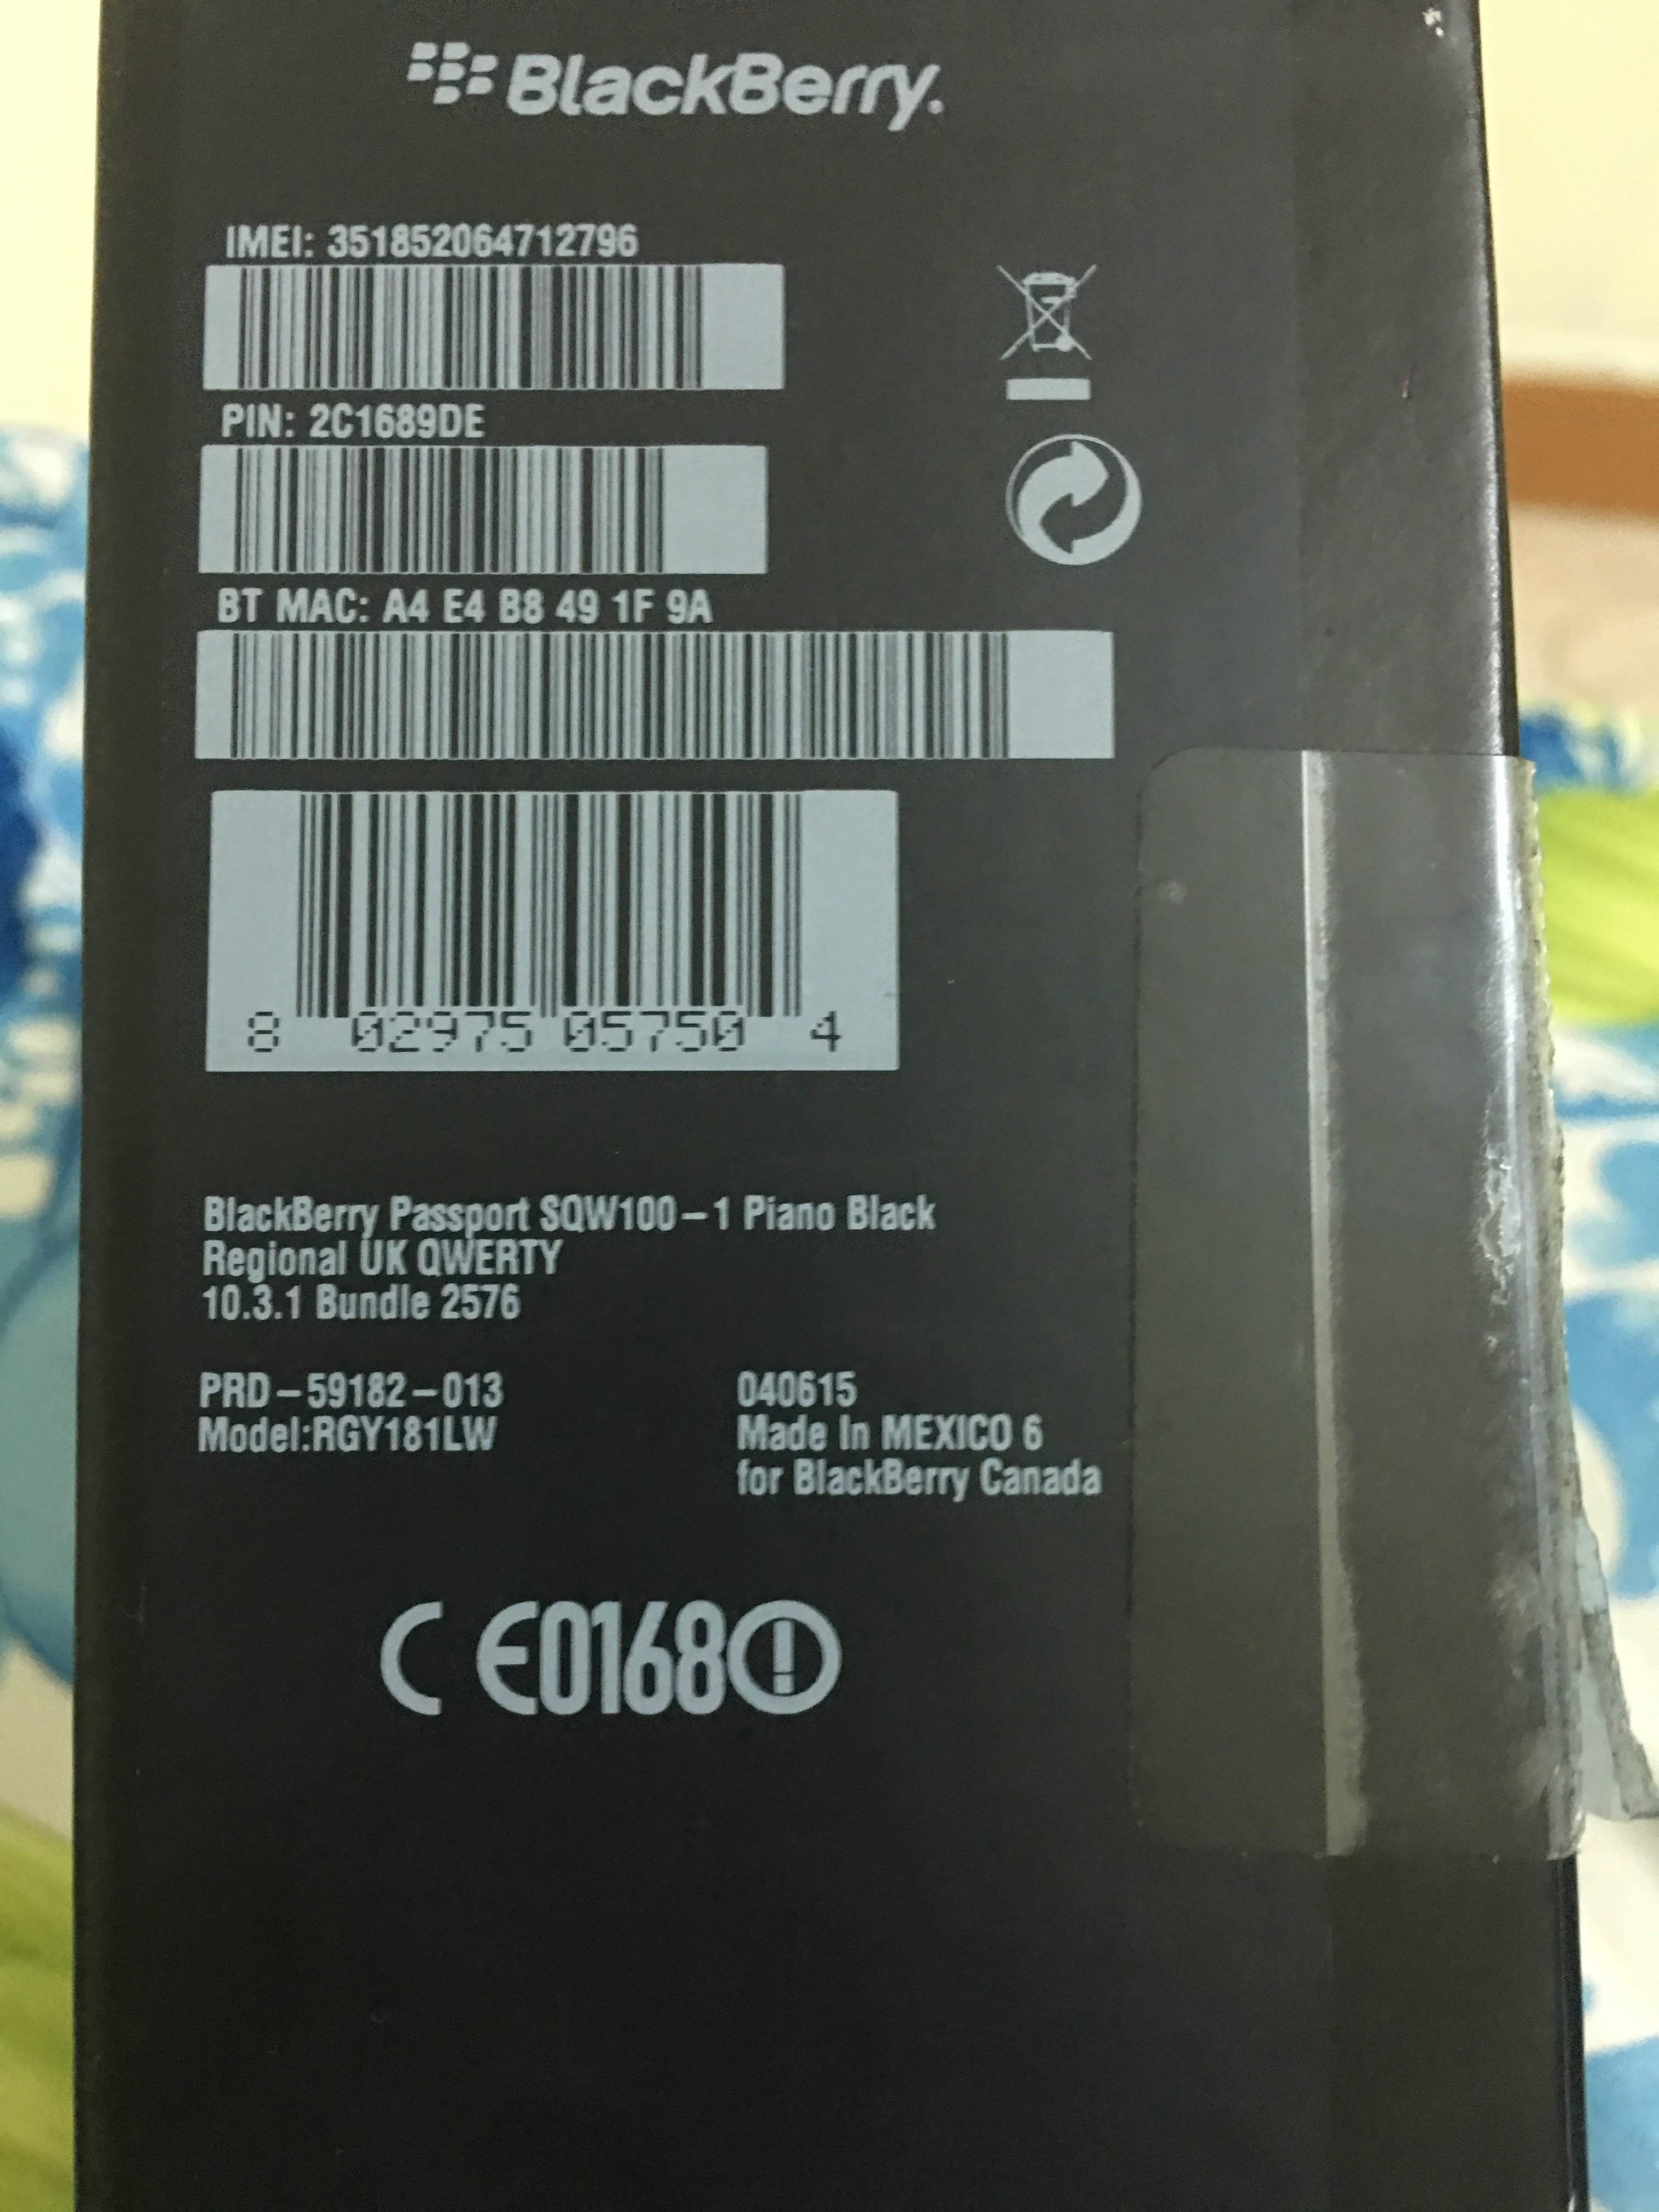 BlackBerry.
IMEI: 351852064712796
PIN: 2C1689DE
BT MAC: A4 E4 B8 49 1F 9A
8 02975 05750 4
BlackBerry Passport SQW100-1 Piano Black
Regional UK QWERTY
10.3.1 Bundle 2576
PRD-59182-013
Model:RGY181LW
040615
Made In MEXICO 6
for BlackBerry Canada
CE0168